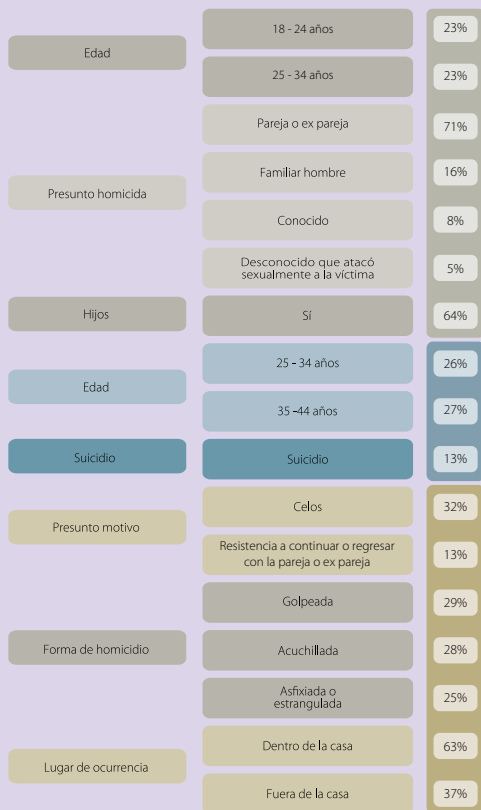 Edad
18 - 24 años
23%
25 - 34 años
23%
Presunto homicida
Pareja o ex pareja
71%
Familiar hombre
16%
Conocido
8%
Desconocido que atacó
sexualmente a la víctima
5%
Hijos
Sí
64%
Edad
25 - 34 años
26%
35 -44 años
27%
Suicidio
Suicidio
13%
Presunto motivo
Celos
32%
Resistencia a continuar o regresar
con la pareja o ex pareja
13%
Forma de homicidio
Golpeada
29%
Acuchillada
28%
Asfixiada o
estrangulada
25%
Lugar de ocurrencia
Dentro de la casa
63%
Fuera de la casa
37%